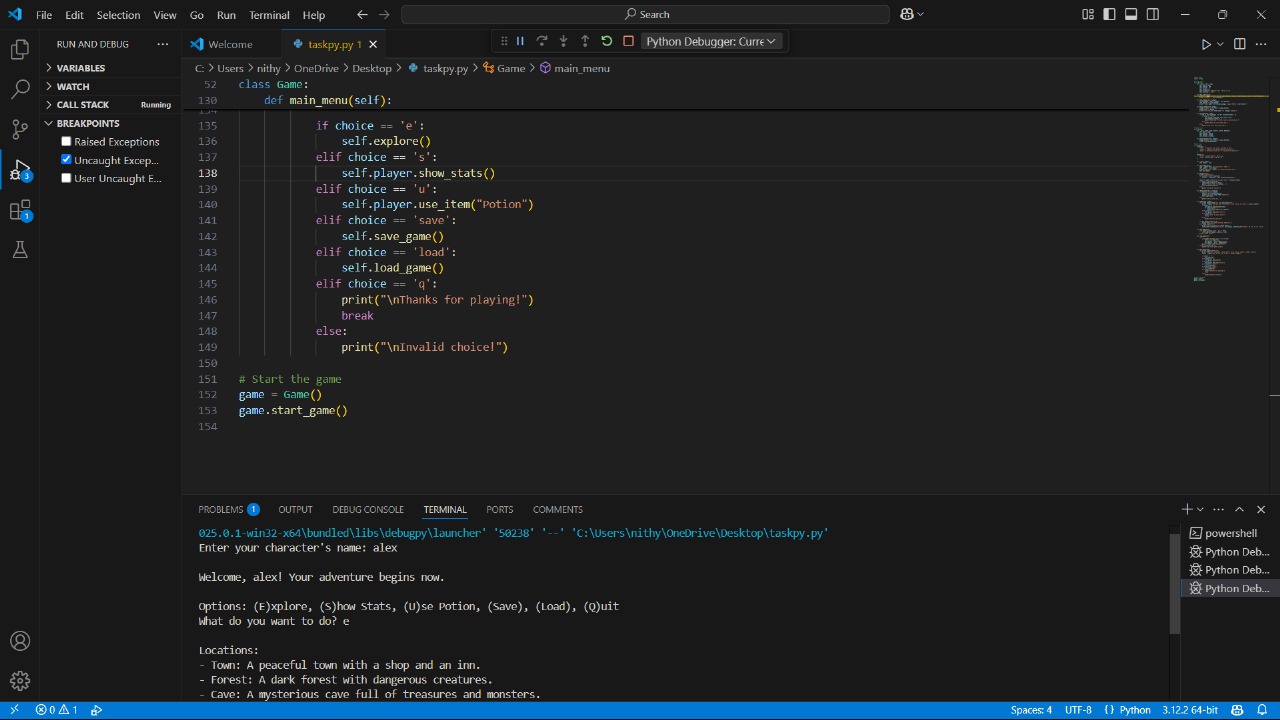 File Edit Selection View Go Run Terminal Help Search
RUN AND DEBUG ··· Welcome taskpy.py 1 Python Debugger: Curre
C: > Users > nithy > OneDrive > Desktop > taskpy.py > Game > main_menu
VARIABLES
WATCH
CALL STACK Running
BREAKPOINTS
Raised Exceptions
Uncaught Excep...
User Uncaught E...
3
1
52 class Game:
130 def main_menu(self):
135 if choice == 'e':
136 self.explore()
137 elif choice == 's':
138 self.player.show_stats()
139 elif choice == 'u':
140 self.player.use_item("Potion")
141 elif choice == 'save':
142 self.save_game()
143 elif choice == 'load':
144 self.load_game()
145 elif choice == 'q':
146 print("\nThanks for playing!")
147 break
148 else:
149 print("\nInvalid choice!")
150
151 # Start the game
152 game = Game()
153 game.start_game()
154
PROBLEMS 1 OUTPUT DEBUG CONSOLE TERMINAL PORTS COMMENTS
025.0.1-win32-x64\bundled\libs\debugpy\launcher' '50238' '--' 'C:\Users\nithy\OneDrive\Desktop\taskpy.py'
Enter your character's name: alex
Welcome, alex! Your adventure begins now.
Options: (E)xplore, (S)how Stats, (U)se Potion, (Save), (Load), (Q)uit
What do you want to do? e
Locations:
- Town: A peaceful town with a shop and an inn.
- Forest: A dark forest with dangerous creatures.
- Cave: A mysterious cave full of treasures and monsters.
powershell
Python Deb...
Python Deb...
Python Deb...
0 1 Spaces: 4 UTF-8 {} Python 3.12.2 64-bit